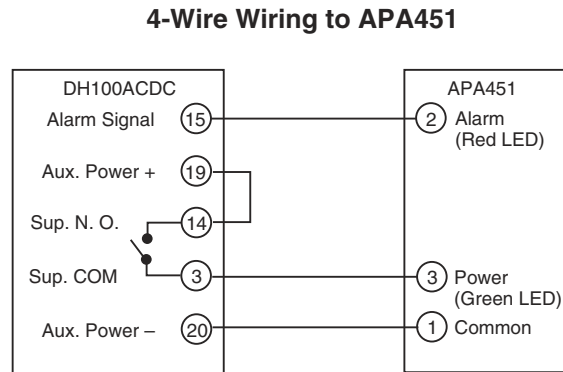 4-Wire Wiring to APA451
DH100ACDC
APA451
Alarm Signal 15
2 Alarm
(Red LED)
Aux. Power + 19
Sup. N. O. 14
Sup. COM 3
3 Power
(Green LED)
Aux. Power – 20
1 Common